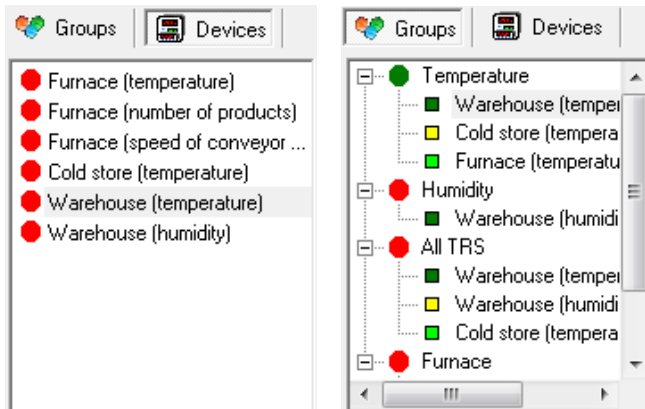 Groups Devices
Furnace (temperature)
Furnace (number of products)
Furnace (speed of conveyor ...
Cold store (temperature)
Warehouse (temperature)
Warehouse (humidity)
Groups Devices
Temperature
Warehouse (temper
Cold store (tempera
Furnace (temperatu
Humidity
Warehouse (humidi
All TRS
Warehouse (temper
Warehouse (humidi
Cold store (tempera
Furnace